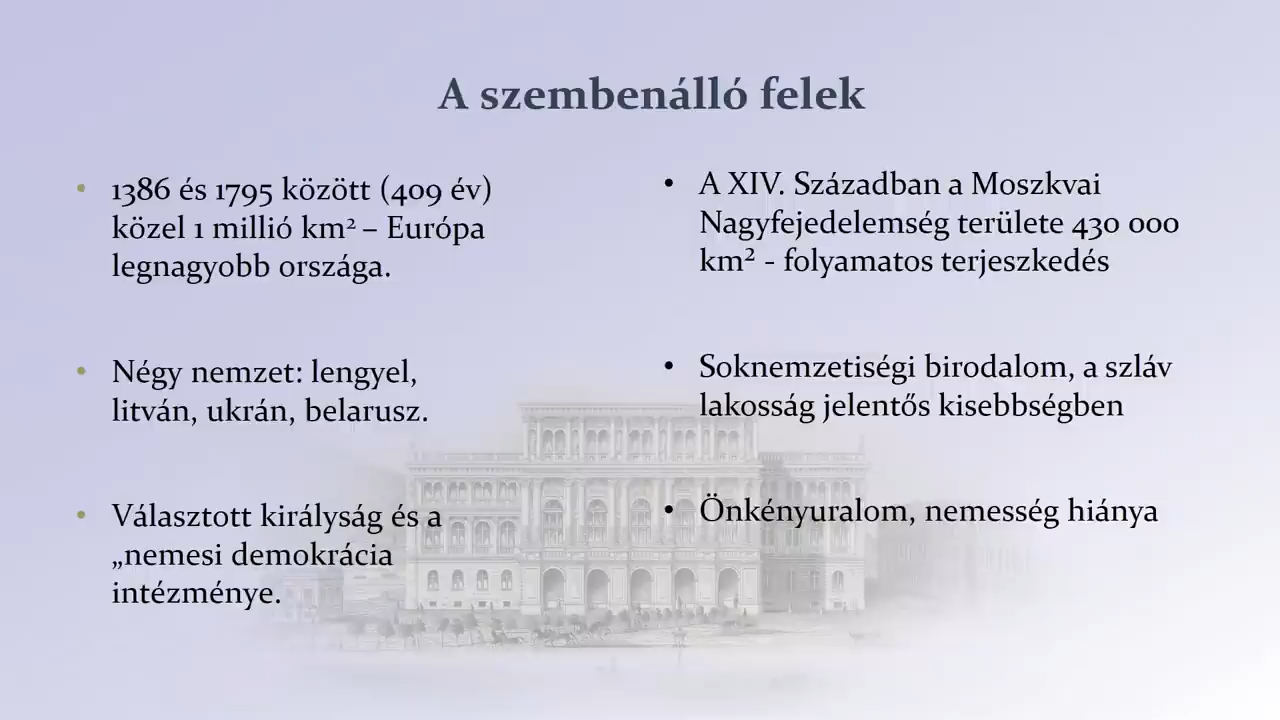 A szembenálló felek
• 1386 és 1795 között (409 év)
közel 1 millió km² – Európa
legnagyobb országa.
• Négy nemzet: lengyel,
litván, ukrán, belarusz.
• Választott királyság és a
„nemesi demokrácia
intézménye.
• A XIV. Században a Moszkvai
Nagyfejedelemség területe 430 000
km² - folyamatos terjeszkedés
• Soknemzetiségi birodalom, a szláv
lakosság jelentős kisebbségben
• Önkényuralom, nemesség hiánya